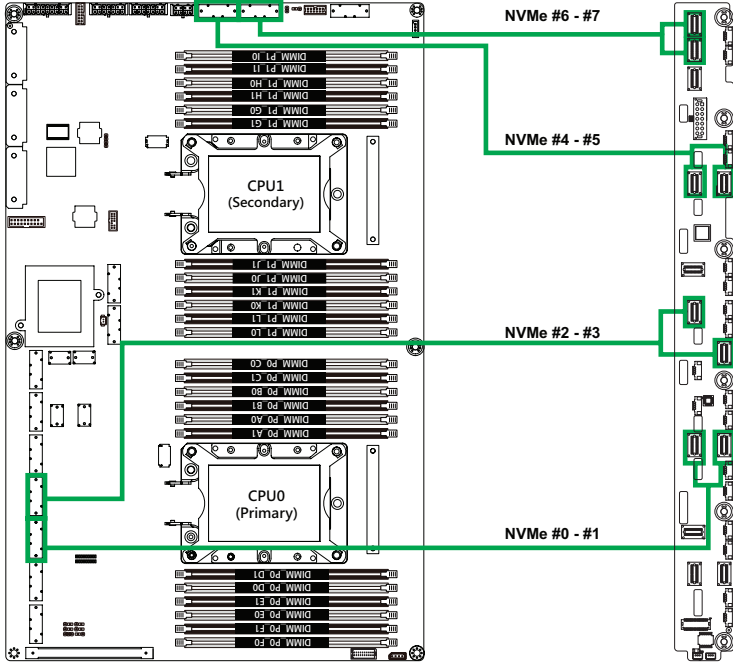 NVMe #6 - #7
DIMM_P1_I0
DIMM_P1_I1
DIMM_P1_H0
DIMM_P1_H1
DIMM_P1_G0
DIMM_P1_G1
NVMe #4 - #5
CPU1
(Secondary)
DIMM_P1_J1
DIMM_P1_J0
DIMM_P1_K1
DIMM_P1_K0
DIMM_P1_L1
DIMM_P1_L0
NVMe #2 - #3
DIMM_P0_C0
DIMM_P0_C1
DIMM_P0_B0
DIMM_P0_B1
DIMM_P0_A0
DIMM_P0_A1
CPU0
(Primary)
NVMe #0 - #1
DIMM_P0_D1
DIMM_P0_D0
DIMM_P0_E1
DIMM_P0_E0
DIMM_P0_F1
DIMM_P0_F0